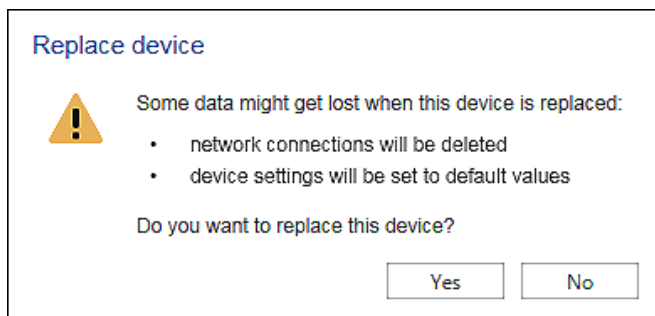 Replace device
Some data might get lost when this device is replaced:
• network connections will be deleted
• device settings will be set to default values
Do you want to replace this device?
Yes No